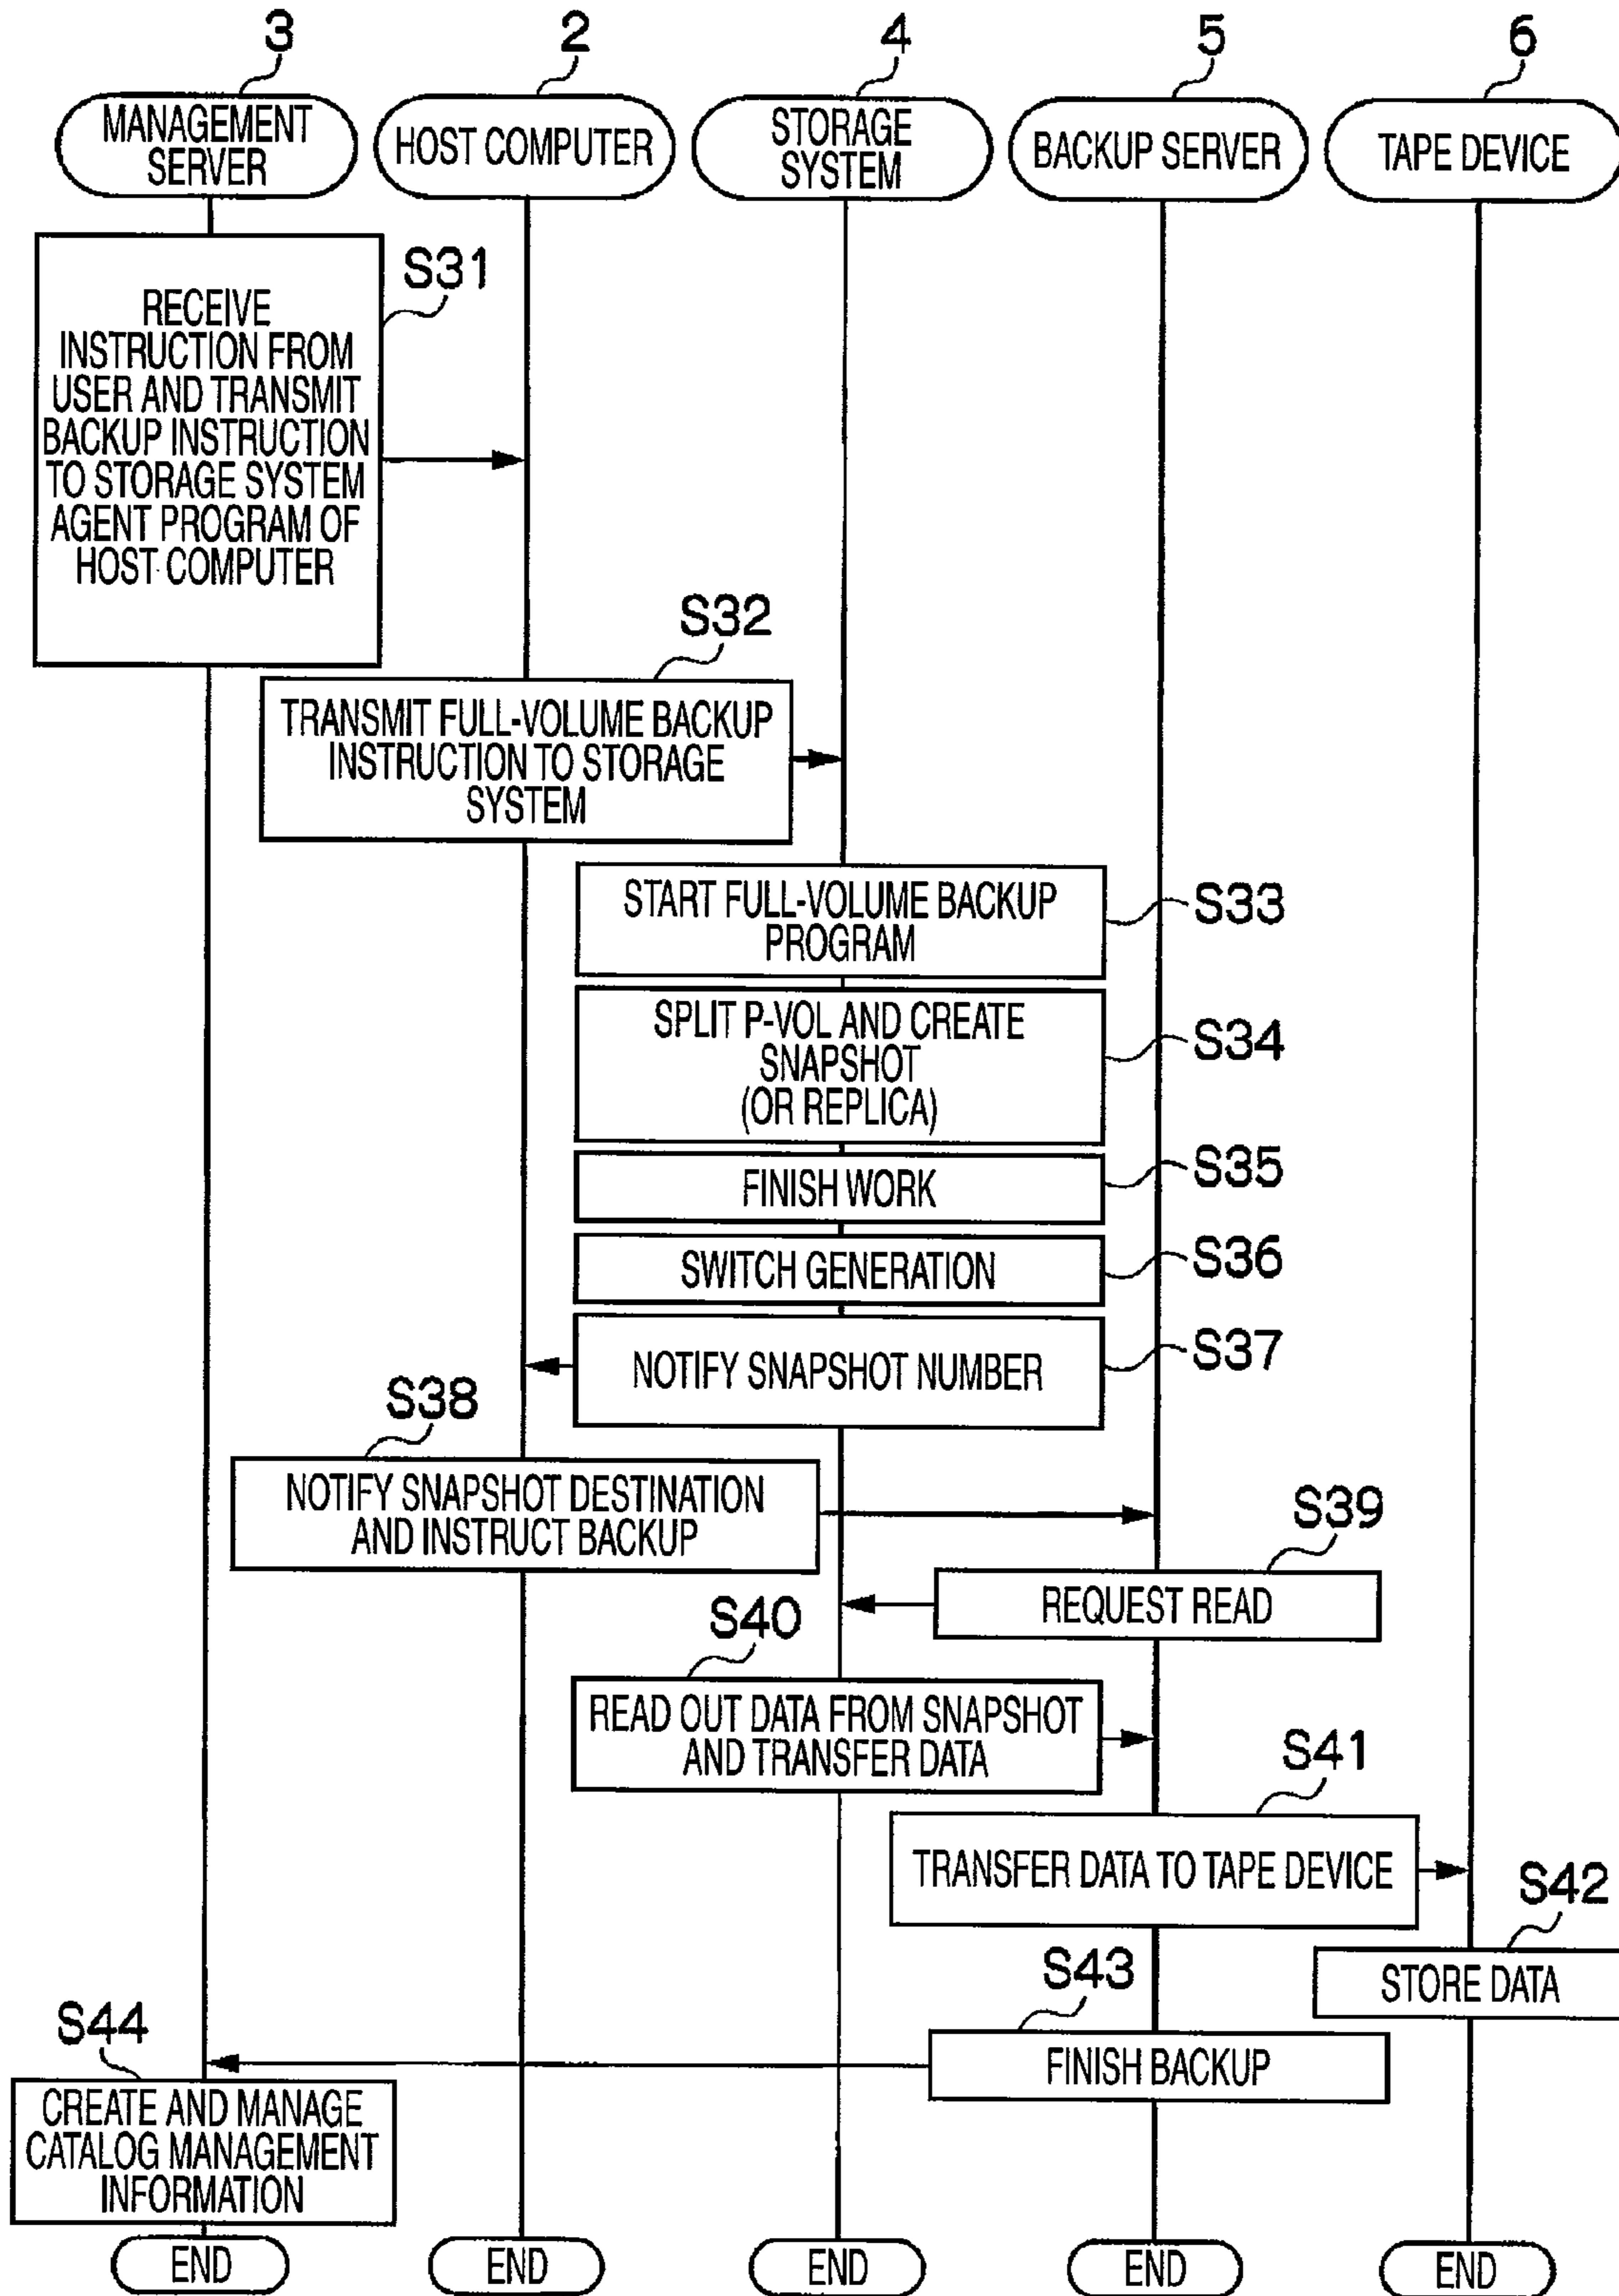 3
2
4
5
6
MANAGEMENT
SERVER
HOST COMPUTER
STORAGE
SYSTEM
BACKUP SERVER
TAPE DEVICE
S31
RECEIVE
INSTRUCTION FROM
USER AND TRANSMIT
BACKUP INSTRUCTION
TO STORAGE SYSTEM
AGENT PROGRAM OF
HOST COMPUTER
S32
TRANSMIT FULL-VOLUME BACKUP
INSTRUCTION TO STORAGE
SYSTEM
START FULL-VOLUME BACKUP
PROGRAM
S33
SPLIT P-VOL AND CREATE
SNAPSHOT
(OR REPLICA)
S34
FINISH WORK
S35
SWITCH GENERATION
S36
NOTIFY SNAPSHOT NUMBER
S37
S38
NOTIFY SNAPSHOT DESTINATION
AND INSTRUCT BACKUP
S39
REQUEST READ
S40
READ OUT DATA FROM SNAPSHOT
AND TRANSFER DATA
S41
TRANSFER DATA TO TAPE DEVICE
S42
STORE DATA
S43
FINISH BACKUP
S44
CREATE AND MANAGE
CATALOG MANAGEMENT
INFORMATION
END
END
END
END
END